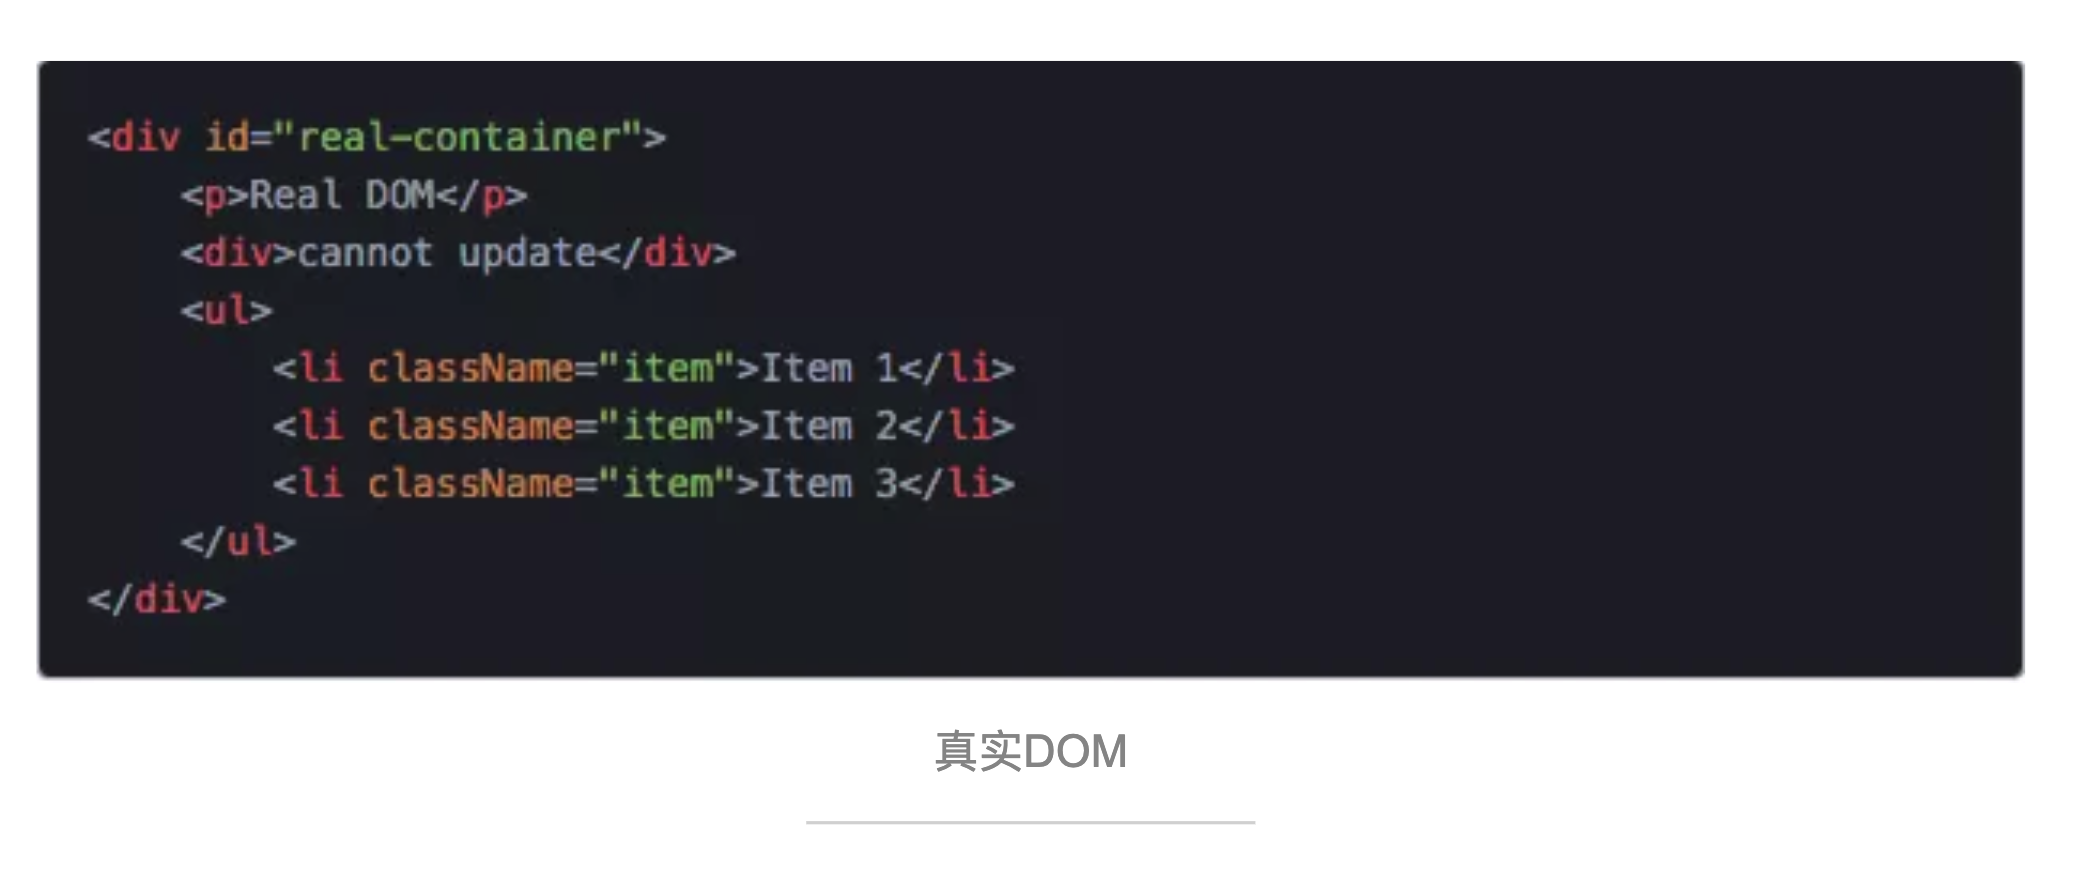 <div id="real-container">
<p>Real DOM</p>
<div>cannot update</div>
<ul>
<li className="item">Item 1</li>
<li className="item">Item 2</li>
<li className="item">Item 3</li>
</ul>
</div>
真实DOM